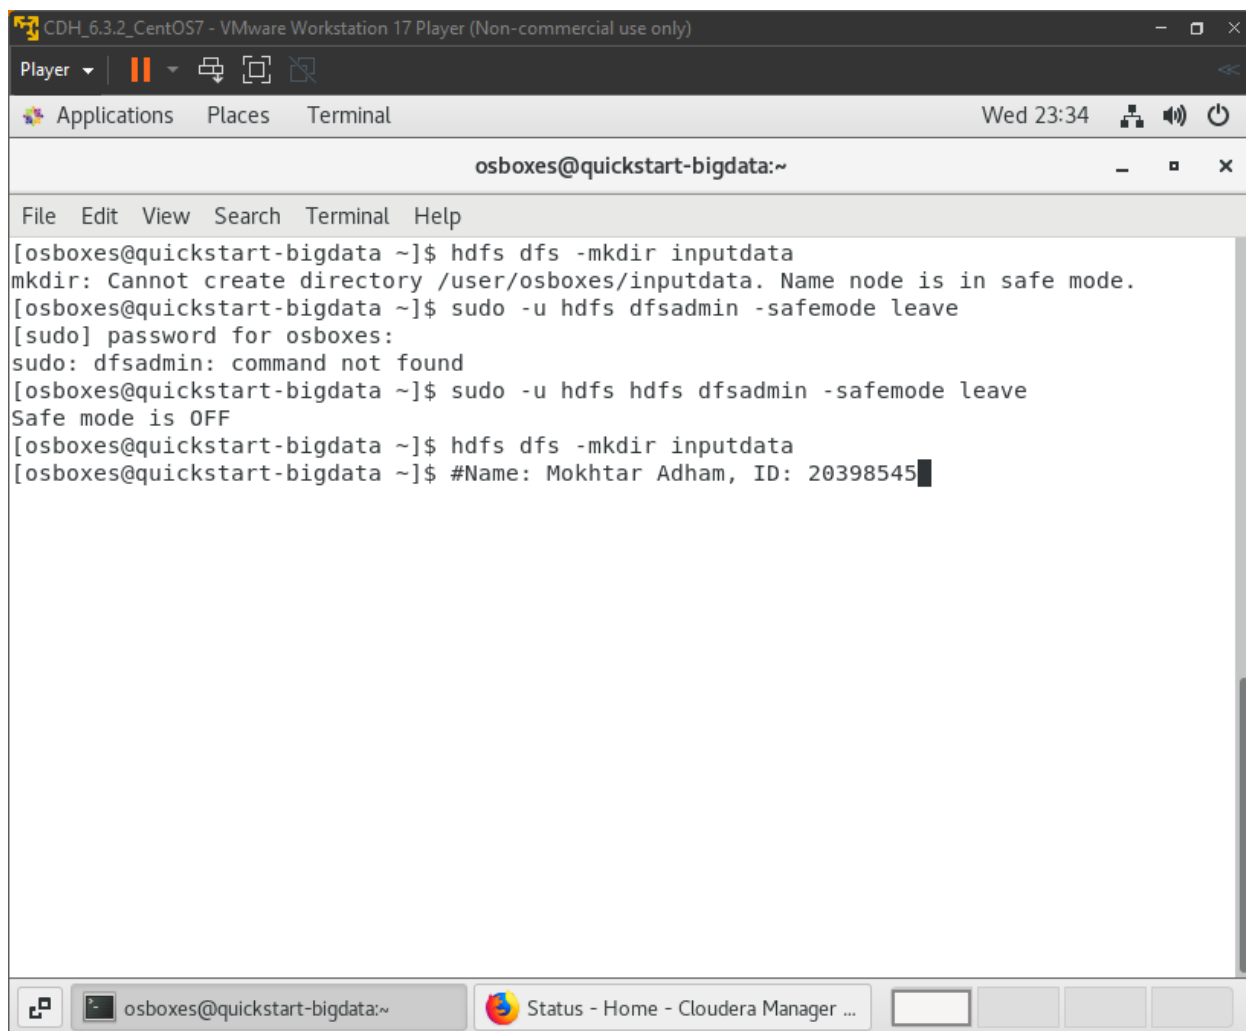 CDH_6.3.2_CentOS7 - VMware Workstation 17 Player (Non-commercial use only)
Player
Applications Places Terminal Wed 23:34
osboxes@quickstart-bigdata:~
File Edit View Search Terminal Help
[osboxes@quickstart-bigdata ~]$ hdfs dfs -mkdir inputdata
mkdir: Cannot create directory /user/osboxes/inputdata. Name node is in safe mode.
[osboxes@quickstart-bigdata ~]$ sudo -u hdfs dfsadmin -safemode leave
[sudo] password for osboxes:
sudo: dfsadmin: command not found
[osboxes@quickstart-bigdata ~]$ sudo -u hdfs hdfs dfsadmin -safemode leave
Safe mode is OFF
[osboxes@quickstart-bigdata ~]$ hdfs dfs -mkdir inputdata
[osboxes@quickstart-bigdata ~]$ #Name: Mokhtar Adham, ID: 20398545
osboxes@quickstart-bigdata:~ Status - Home - Cloudera Manager ...